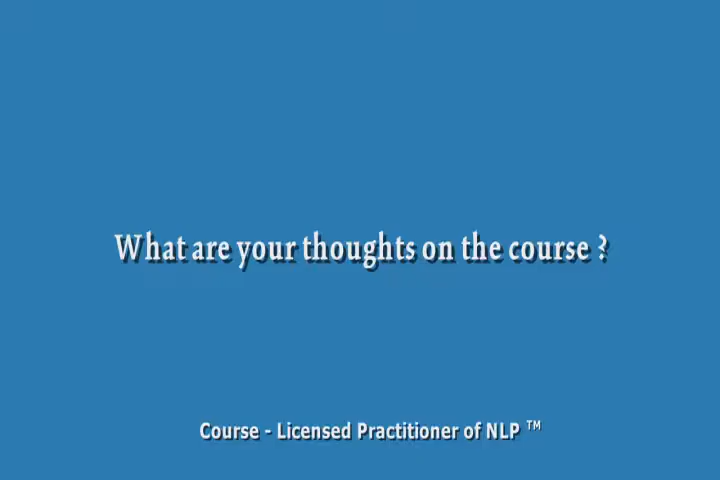 What are your thoughts on the course ?
Course - Licensed Practitioner of NLP ™